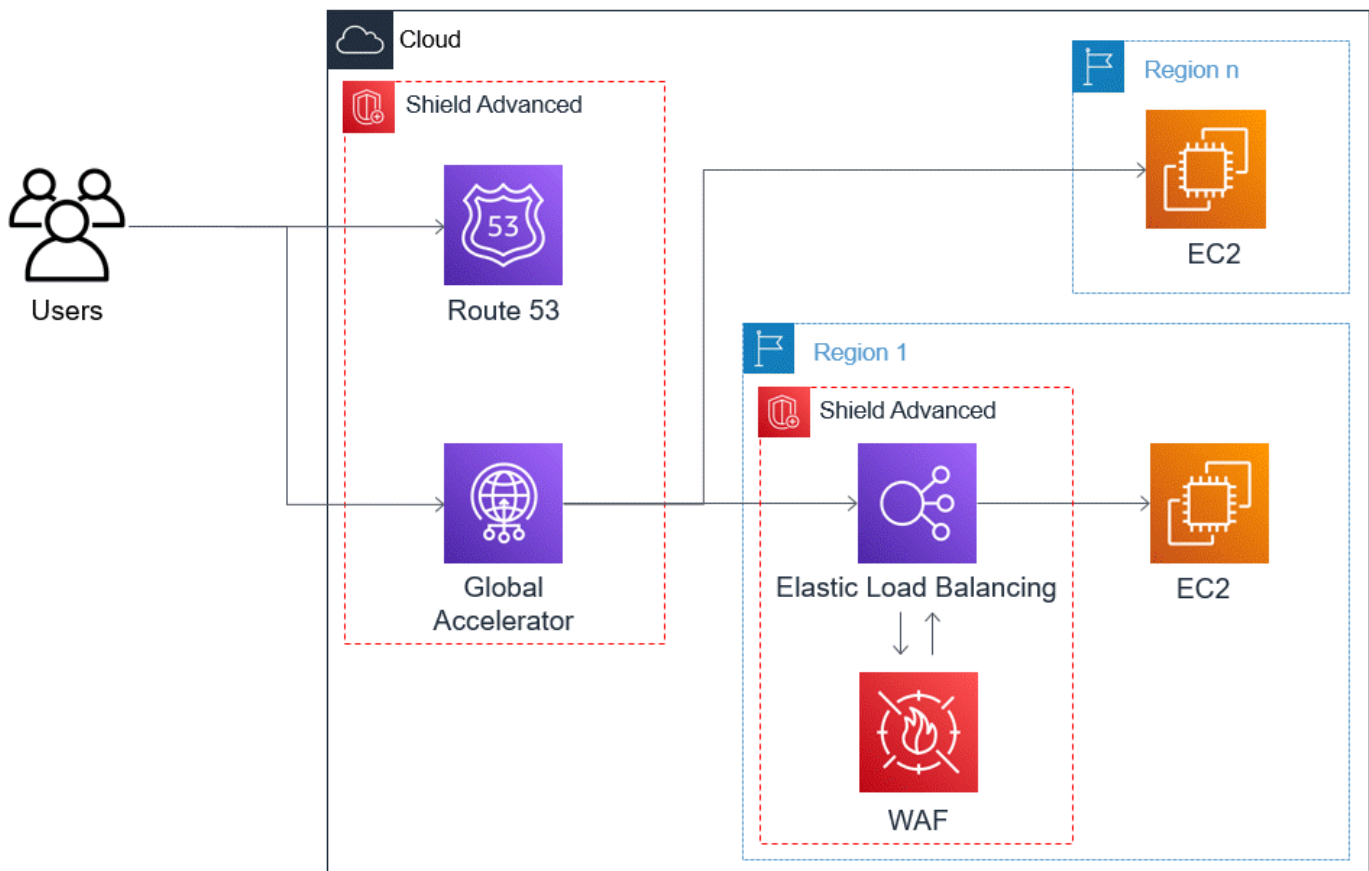 Cloud
Shield Advanced
Region n
53
EC2
Users
Route 53
Region 1
Shield Advanced
Global
Accelerator
Elastic Load Balancing
EC2
WAF